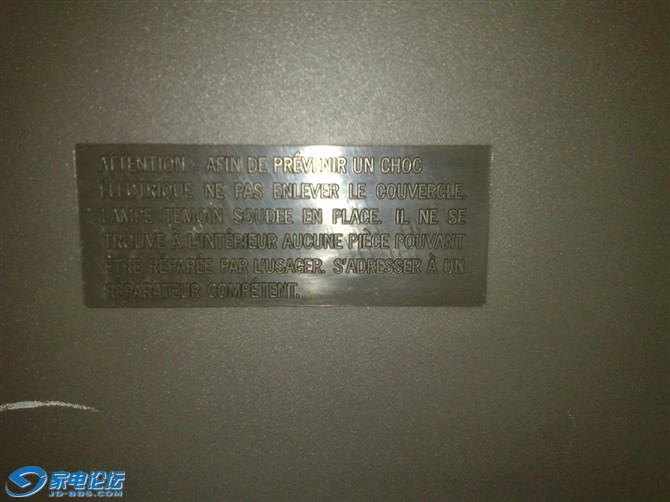 ATTENTION : AFIN DE PRÉVENIR UN CHOC
ÉLECTRIQUE NE PAS ENLEVER LE COUVERCLE.
LAMPE TÉMOIN SOUDÉE EN PLACE. IL NE SE
TROUVE À L'INTÉRIEUR AUCUNE PIÈCE POUVANT
ÊTRE RÉPARÉE PAR L'USAGER. S'ADRESSER À UN
RÉPARATEUR COMPÉTENT.
家电论坛
JD-BBS.COM